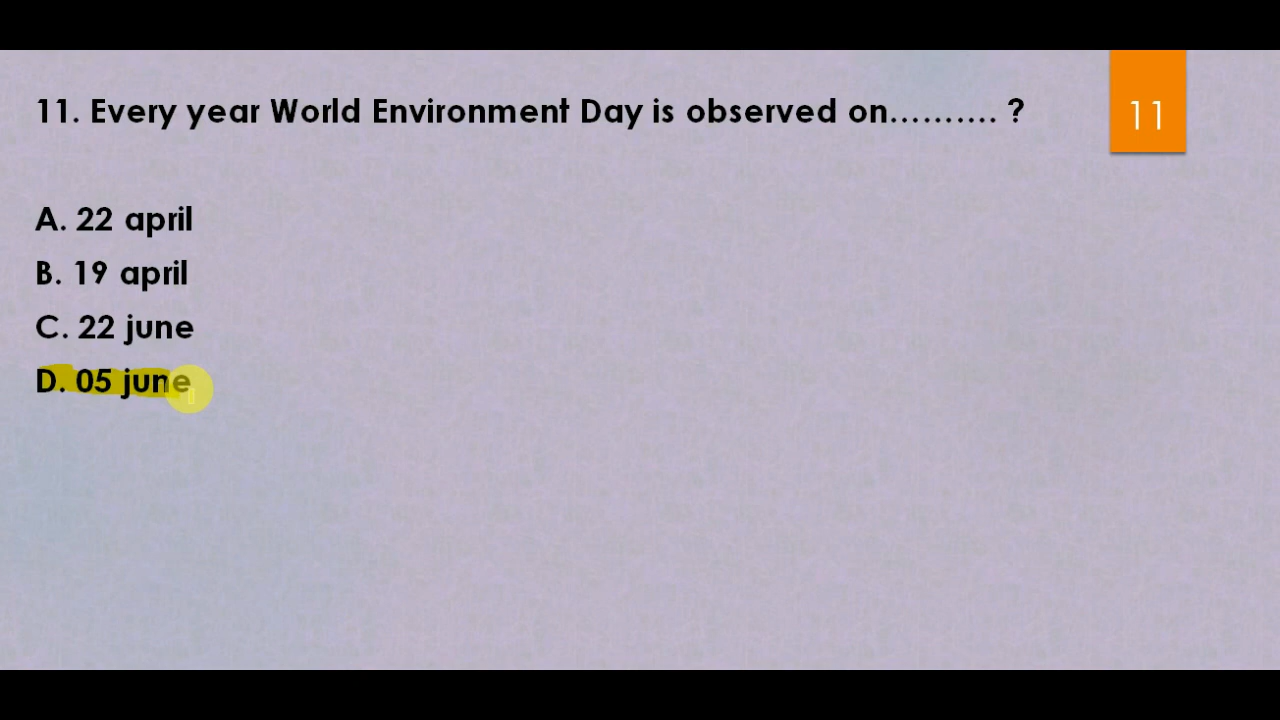 11. Every year World Environment Day is observed on.......... ?
11
A. 22 april
B. 19 april
C. 22 june
D. 05 june